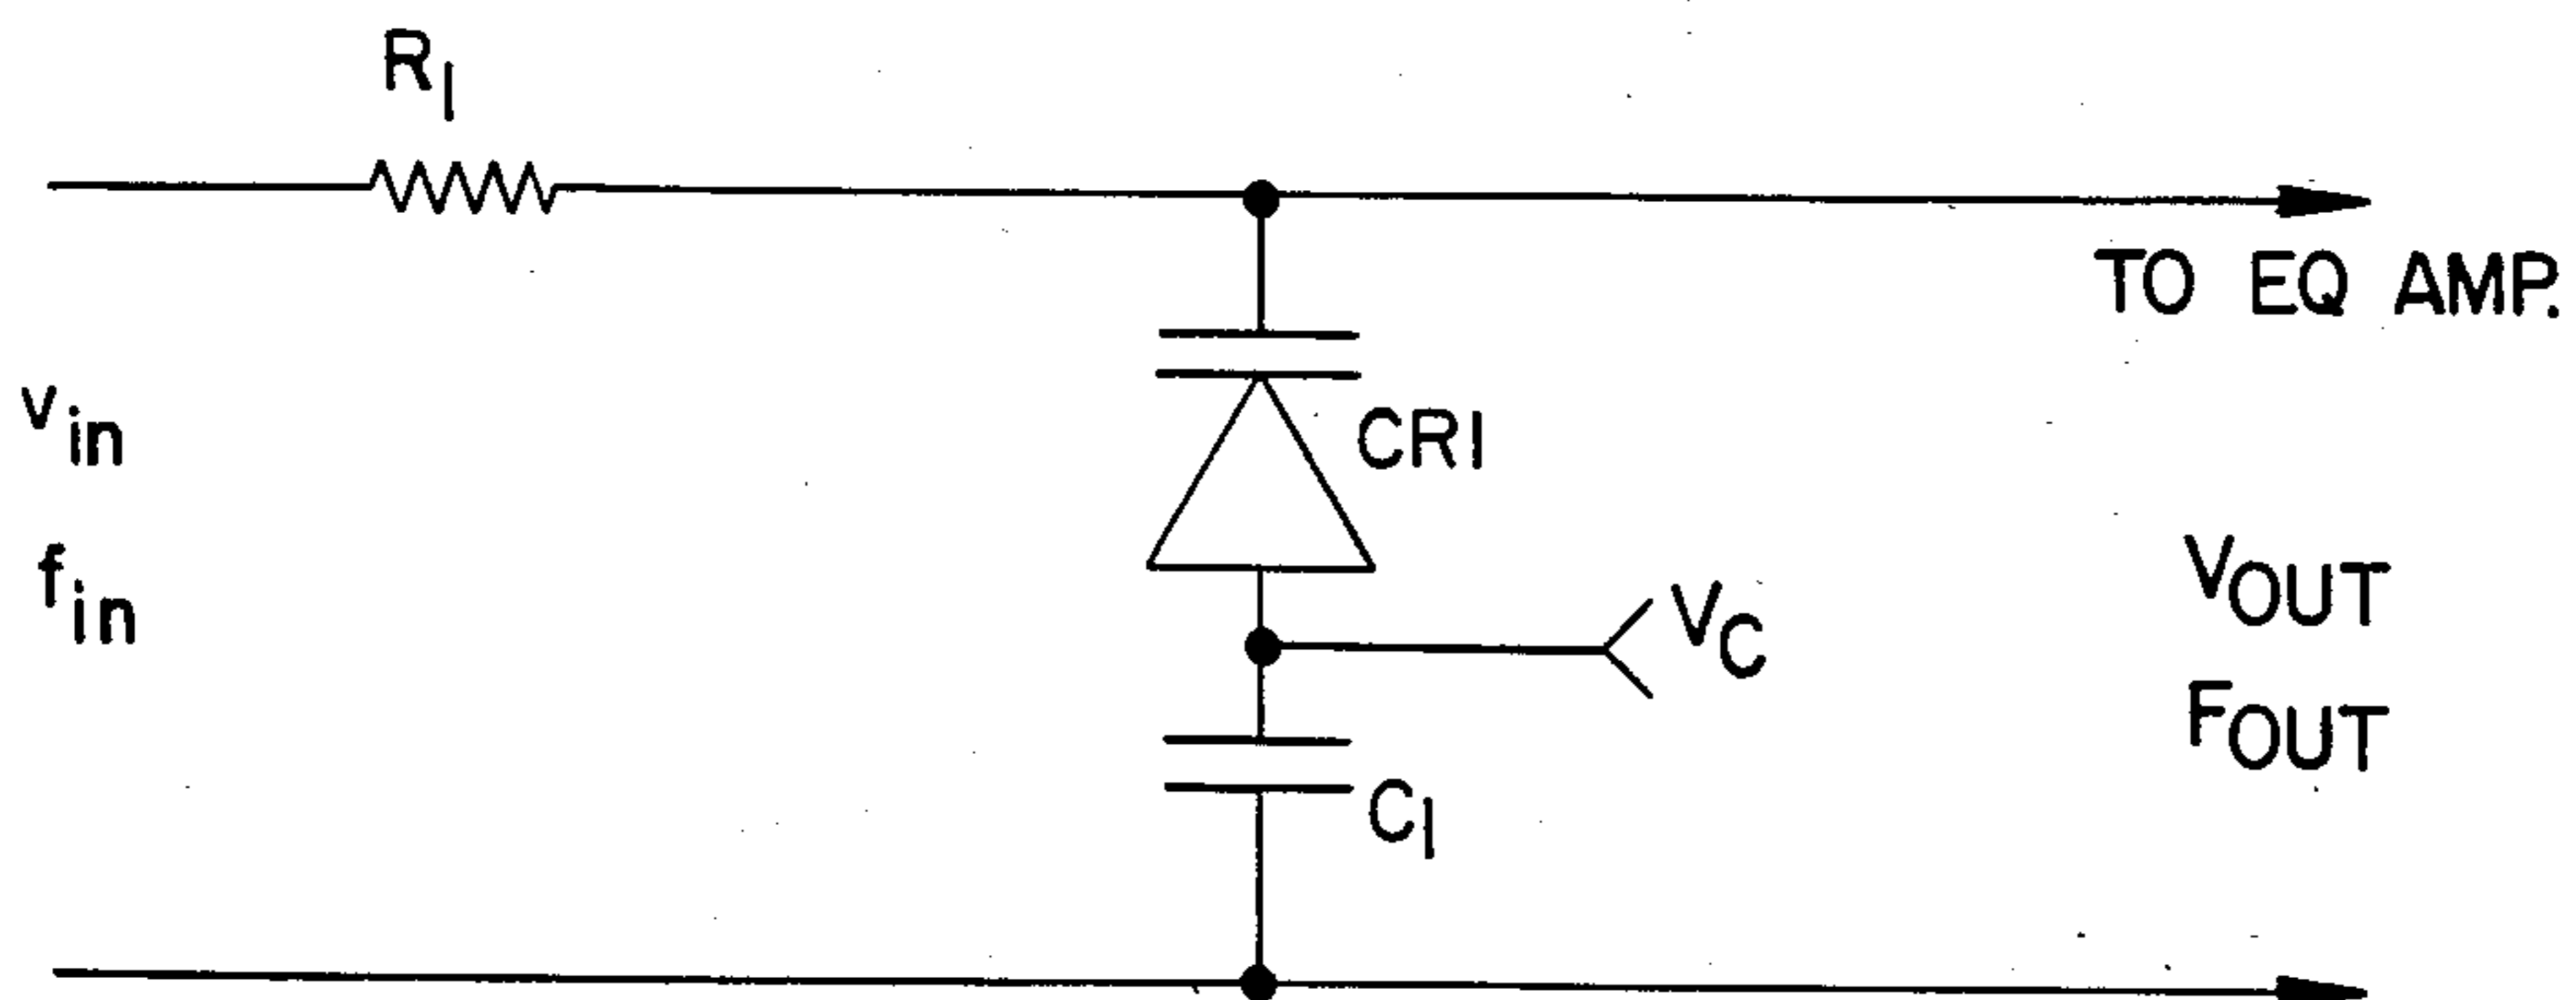 R1
TO EQ AMP.
vin
CR1
fin
VC
VOUT
FOUT
C1